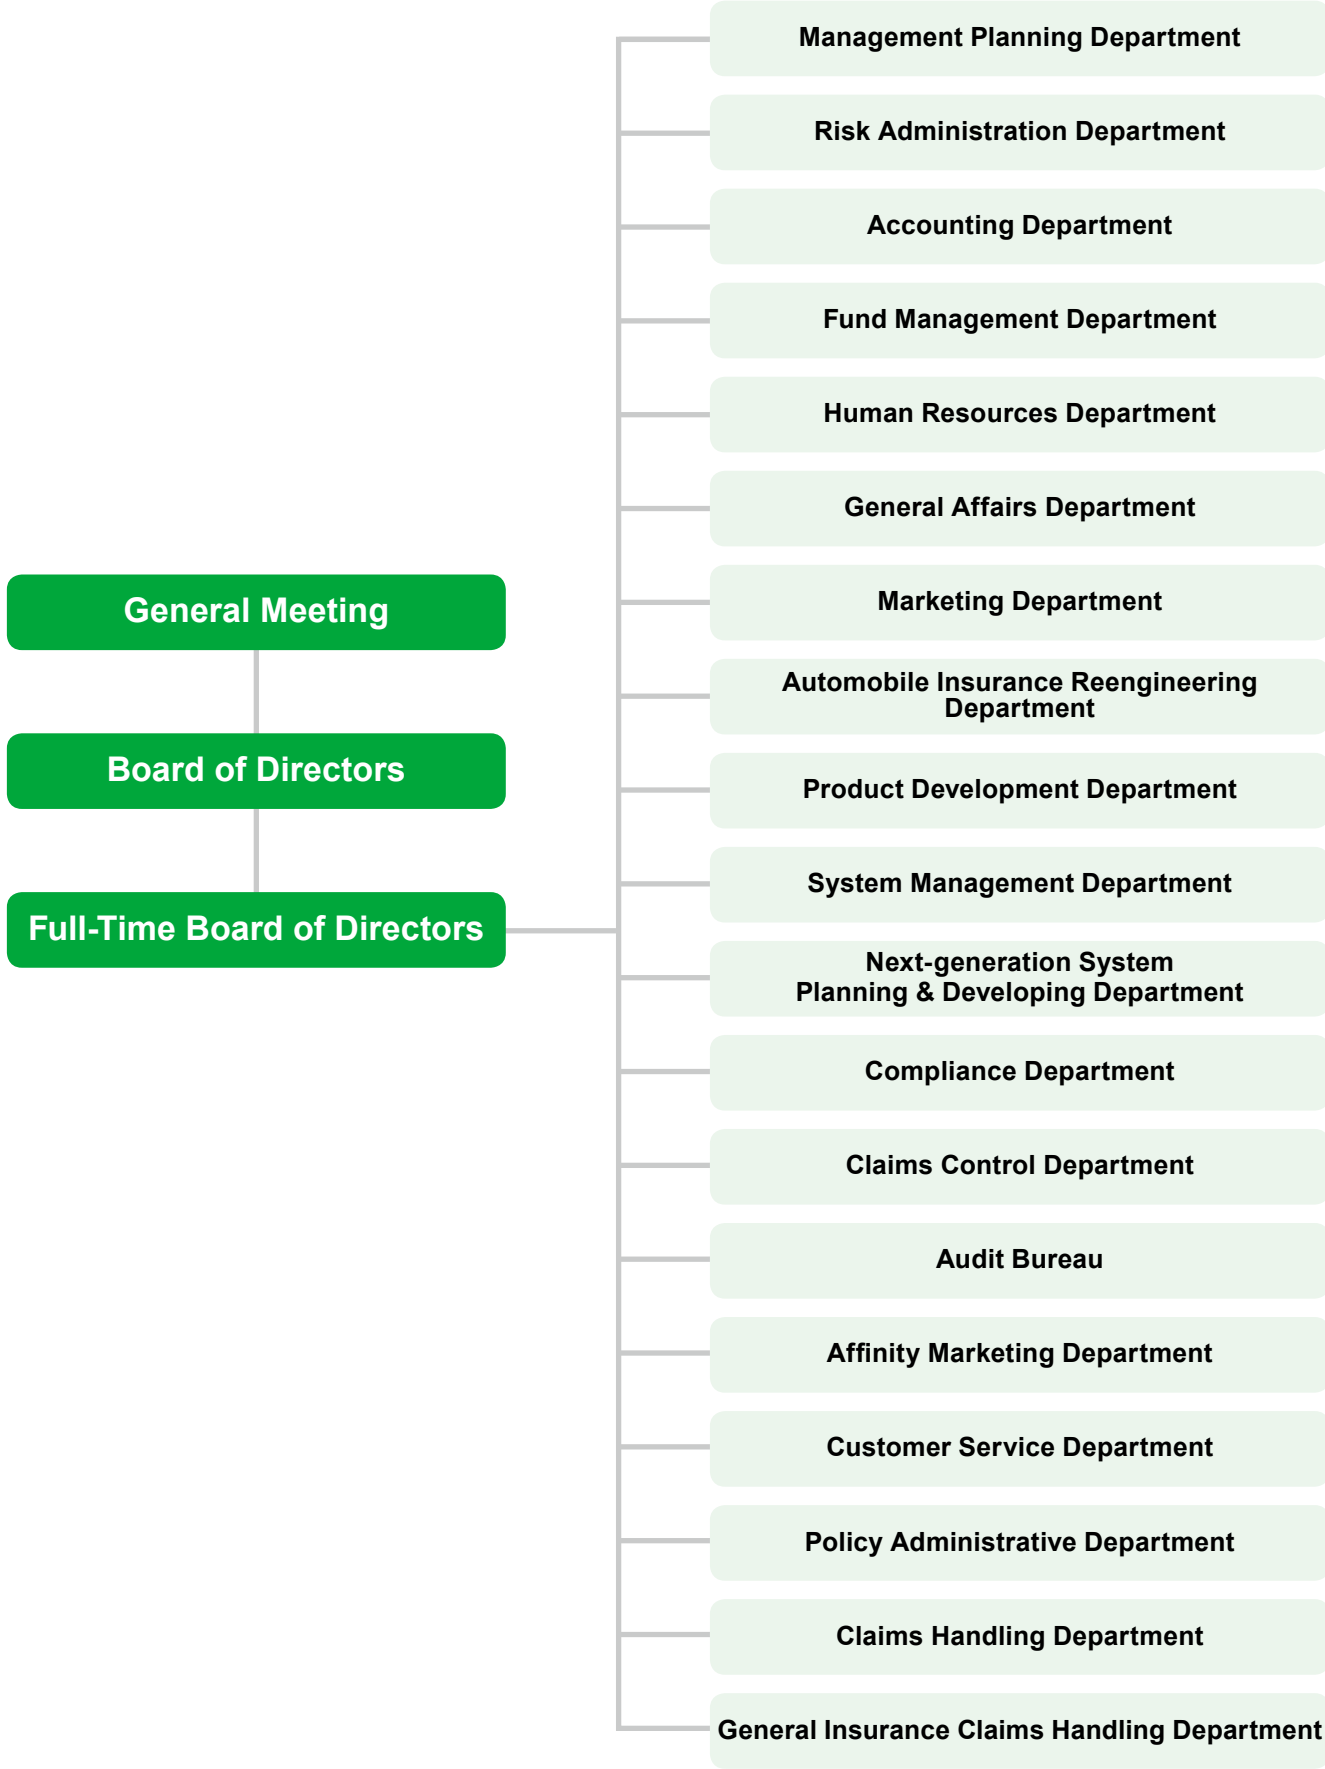 General Meeting
Board of Directors
Full-Time Board of Directors
Management Planning Department
Risk Administration Department
Accounting Department
Fund Management Department
Human Resources Department
General Affairs Department
Marketing Department
Automobile Insurance Reengineering
Department
Product Development Department
System Management Department
Next-generation System
Planning & Developing Department
Compliance Department
Claims Control Department
Audit Bureau
Affinity Marketing Department
Customer Service Department
Policy Administrative Department
Claims Handling Department
General Insurance Claims Handling Department